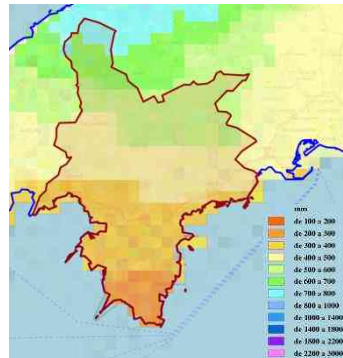 mm
de 100 a 200
de 200 a 300
de 300 a 400
de 400 a 500
de 500 a 600
de 600 a 700
de 700 a 800
de 800 a 1000
de 1000 a 1400
de 1400 a 1800
de 1800 a 2200
de 2200 a 3000